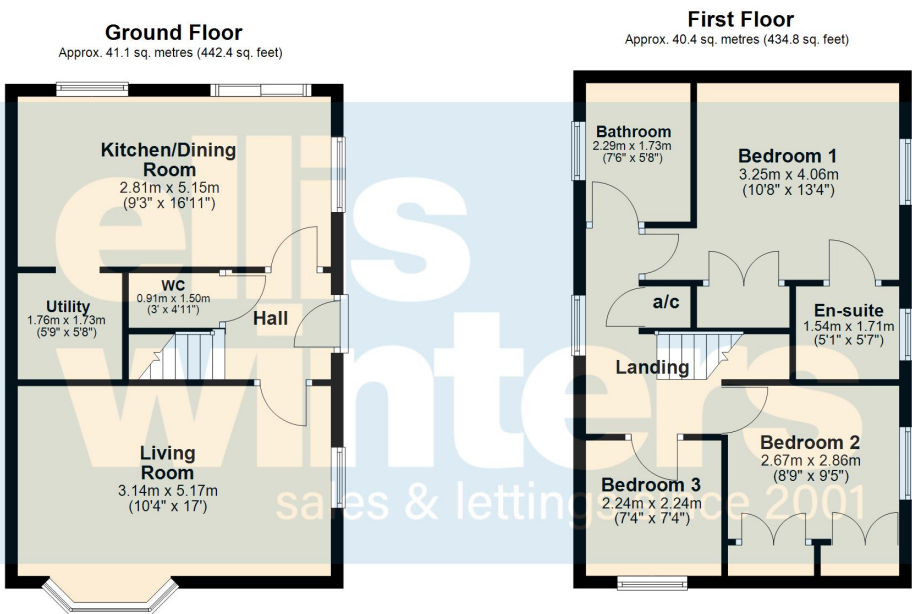 Ground Floor
Approx. 41.1 sq. metres (442.4 sq. feet)
Kitchen/Dining
Room
2.81m x 5.15m
(9'3" x 16'11")
WC
0.91m x 1.50m
(3' x 4'11")
Utility
1.76m x 1.73m
(5'9" x 5'8")
Hall
Living
Room
3.14m x 5.17m
(10'4" x 17')
First Floor
Approx. 40.4 sq. metres (434.8 sq. feet)
Bathroom
2.29m x 1.73m
(7'6" x 5'8")
Bedroom 1
3.25m x 4.06m
(10'8" x 13'4")
a/c
En-suite
1.54m x 1.71m
(5'1" x 5'7")
Landing
Bedroom 2
2.67m x 2.86m
(8'9" x 9'5")
Bedroom 3
2.24m x 2.24m
(7'4" x 7'4")
ellis
winters
sales & lettings since 2001